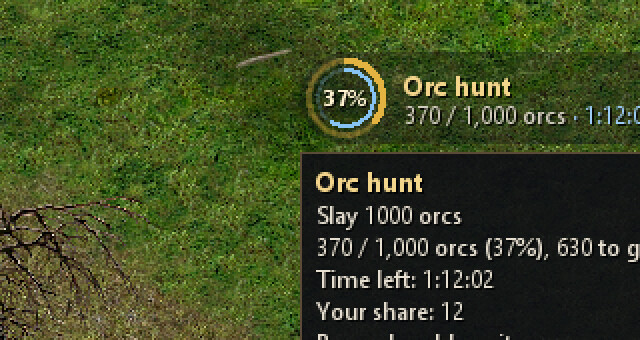 37%
Orc hunt
370 / 1,000 orcs · 1:12:0
Orc hunt
Slay 1000 orcs
370 / 1,000 orcs (37%), 630 to g
Time left: 1:12:02
Your share: 12